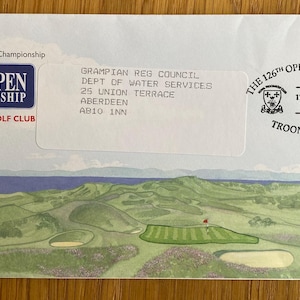 Championship
PEN
SHIP
OLF CLUB
GRAMPIAN REG COUNCIL
DEPT OF WATER SERVICES
25 UNION TERRACE
ABERDEEN
AB10 1NN
THE 126TH OPE
TROON